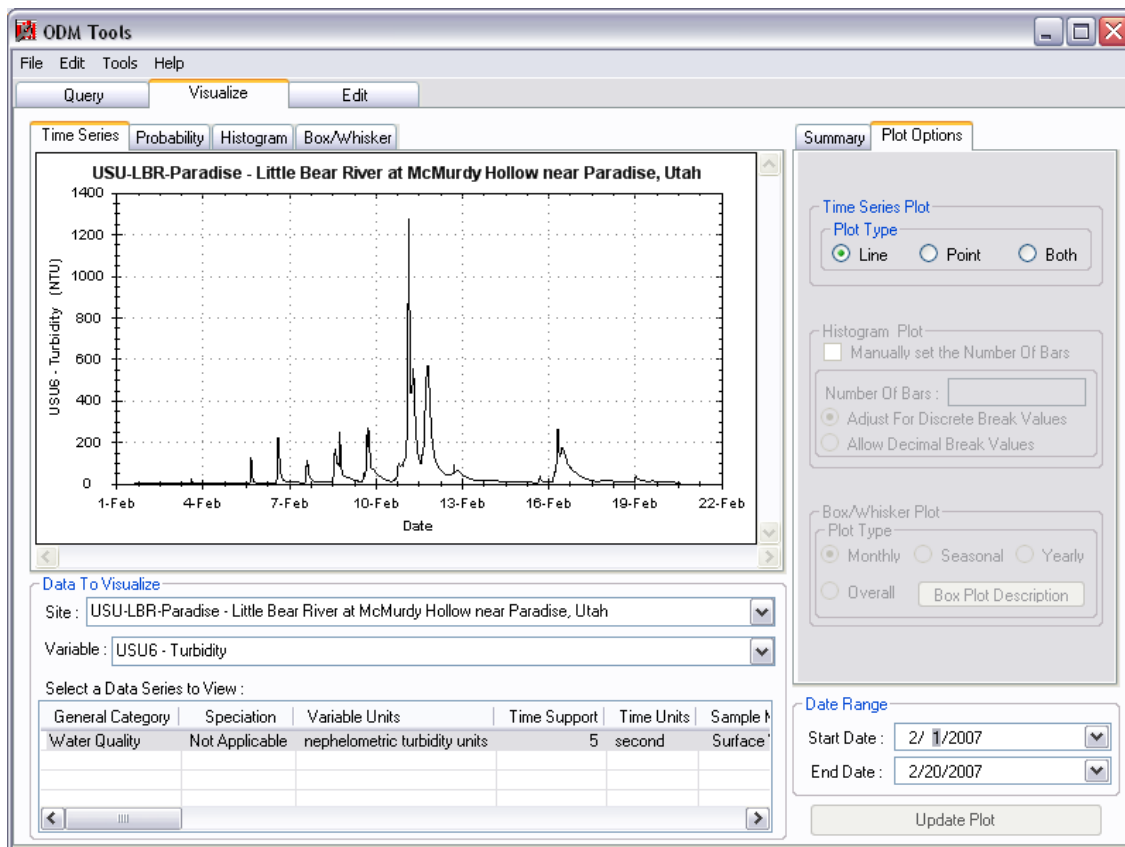 ODM Tools
File Edit Tools Help
Query Visualize Edit
Time Series Probability Histogram Box/Whisker
USU-LBR-Paradise - Little Bear River at McMurdy Hollow near Paradise, Utah
USU6 - Turbidity (NTU)
1400
1200
1000
800
600
400
200
0
1-Feb 4-Feb 7-Feb 10-Feb 13-Feb 16-Feb 19-Feb 22-Feb
Date
Data To Visualize
Site : USU-LBR-Paradise - Little Bear River at McMurdy Hollow near Paradise, Utah
Variable : USU6 - Turbidity
Select a Data Series to View :
General Category Speciation Variable Units Time Support Time Units Sample M
Water Quality Not Applicable nephelometric turbidity units 5 second Surface
Summary Plot Options
Time Series Plot
Plot Type
Line Point Both
Histogram Plot
Manually set the Number Of Bars
Number Of Bars :
Adjust For Discrete Break Values
Allow Decimal Break Values
Box/Whisker Plot
Plot Type
Monthly Seasonal Yearly
Overall Box Plot Description
Date Range
Start Date : 2/ 1/2007
End Date : 2/20/2007
Update Plot